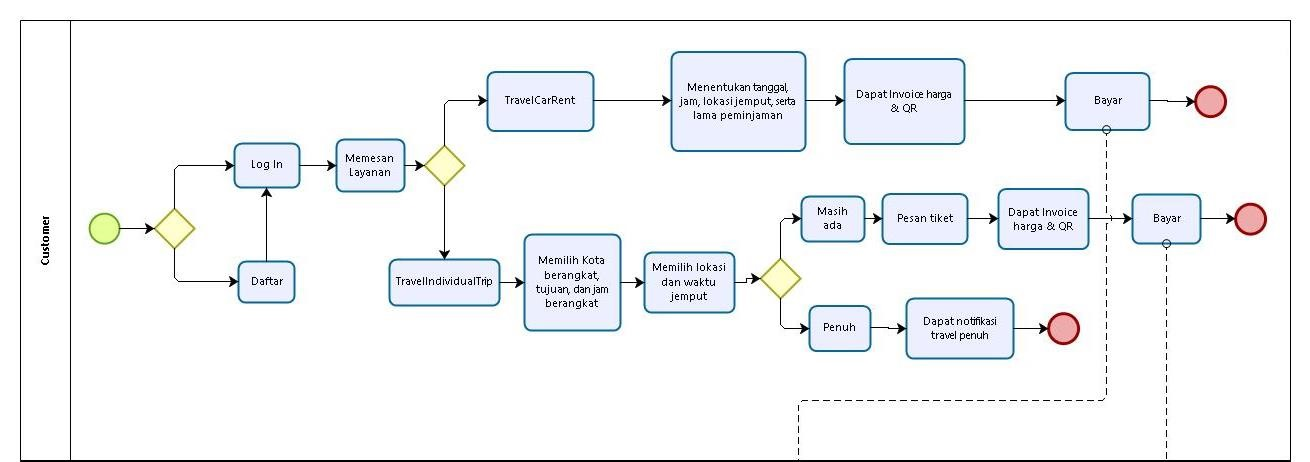 Customer
Log In
Daftar
Memesan
Layanan
TravelCarRent
Menentukan tanggal,
jam, lokasi jemput, serta
lama peminjaman
Dapat Invoice harga
& QR
Bayar
TravelIndividualTrip
Memilih Kota
berangkat,
tujuan, dan jam
berangkat
Memilih lokasi
dan waktu
jemput
Masih
ada
Pesan tiket
Dapat Invoice
harga & QR
Bayar
Penuh
Dapat notifikasi
travel penuh